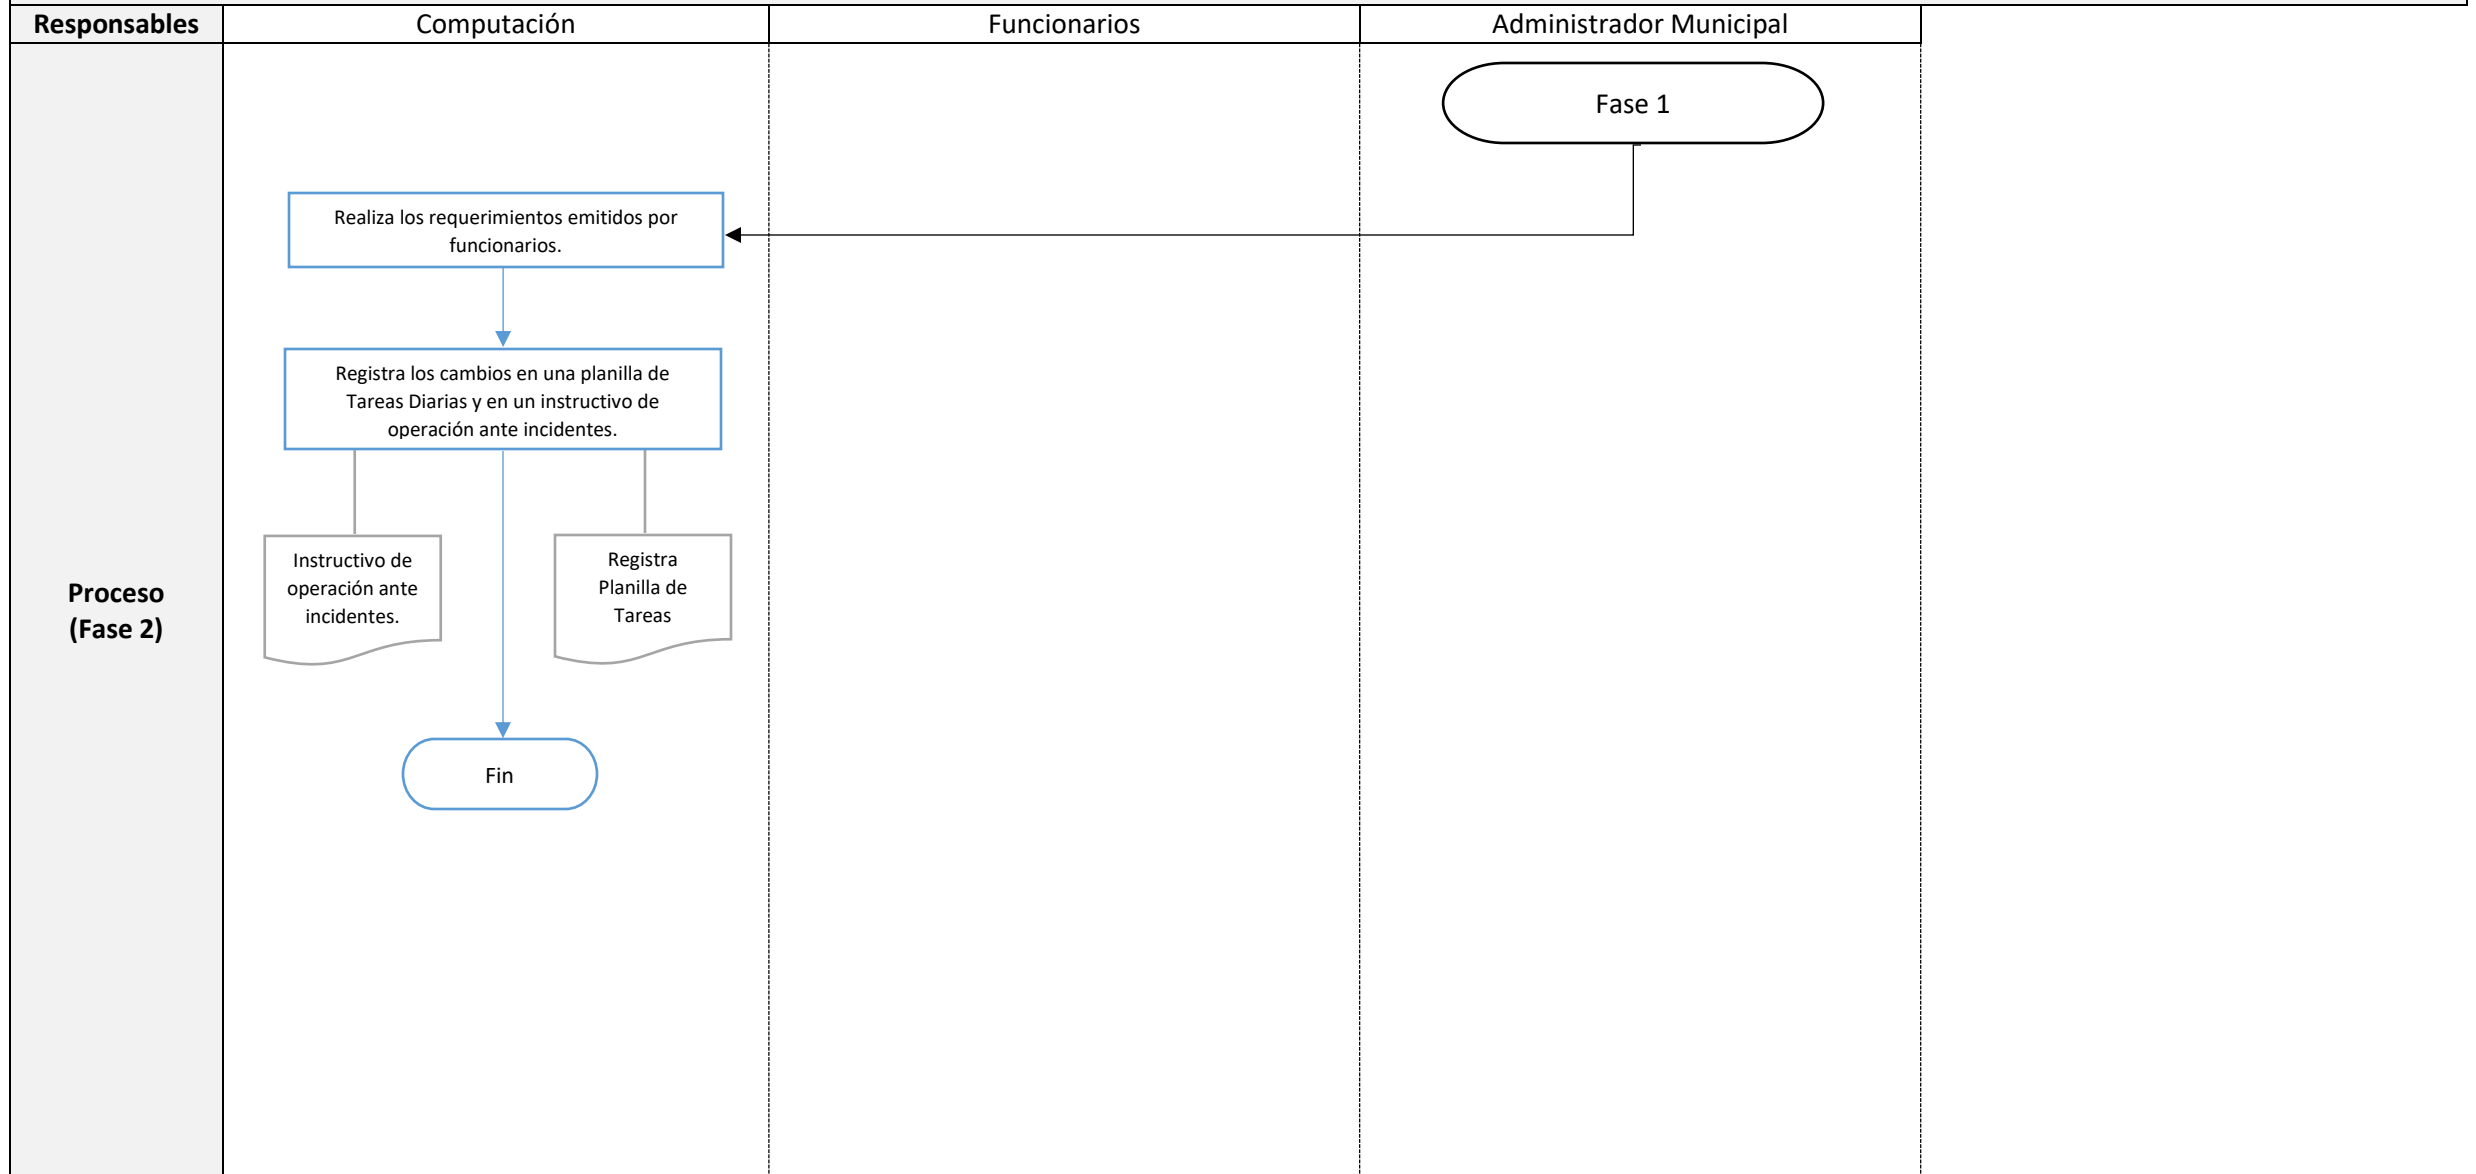 Responsables
Computación
Funcionarios
Administrador Municipal
Fase 1
Realiza los requerimientos emitidos por
funcionarios.
Registra los cambios en una planilla de
Tareas Diarias y en un instructivo de
operación ante incidentes.
Instructivo de
operación ante
incidentes.
Registra
Planilla de
Tareas
Proceso
(Fase 2)
Fin